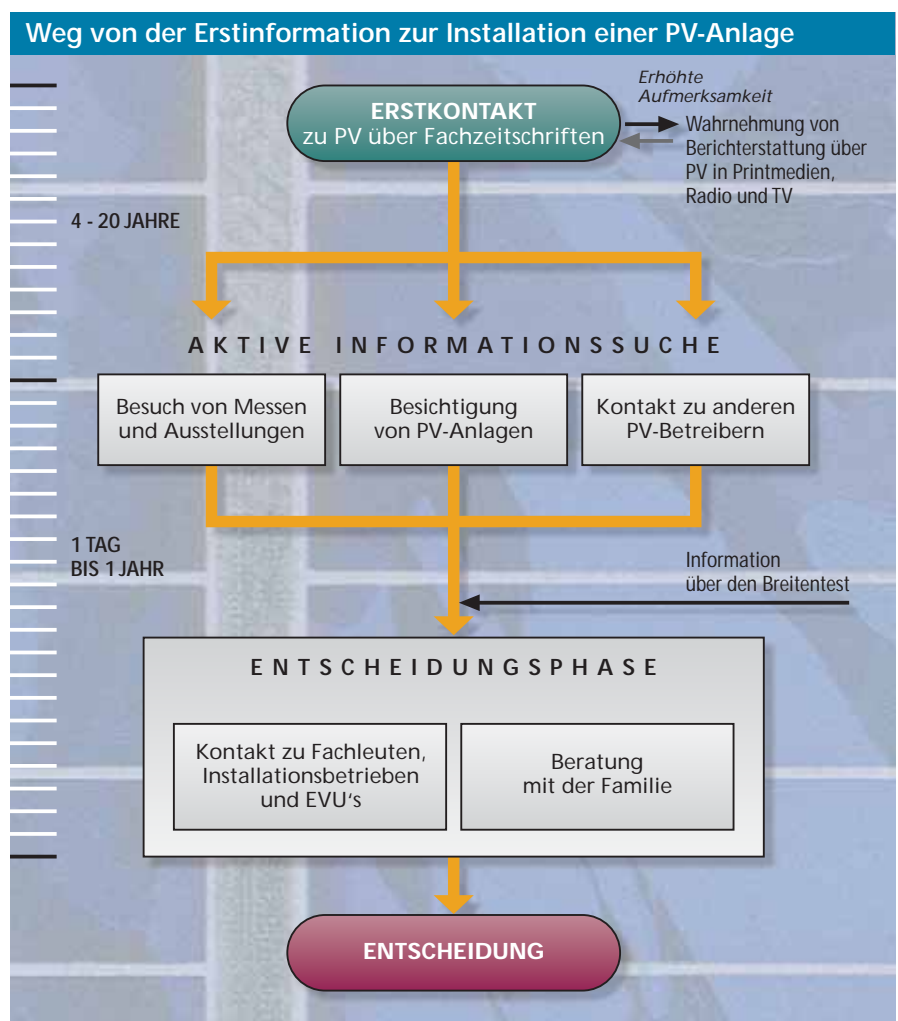 Weg von der Erstinformation zur Installation einer PV-Anlage
ERSTKONTAKT
zu PV über Fachzeitschriften
Erhöhte
Aufmerksamkeit
Wahrnehmung von
Berichterstattung über
PV in Printmedien,
Radio und TV
4 - 20 JAHRE
AKTIVE INFORMATIONSSUCHE
Besuch von Messen
und Ausstellungen
Besichtigung
von PV-Anlagen
Kontakt zu anderen
PV-Betreibern
1 TAG
BIS 1 JAHR
Information
über den Breitentest
ENTSCHEIDUNGSPHASE
Kontakt zu Fachleuten,
Installationsbetrieben
und EVU's
Beratung
mit der Familie
ENTSCHEIDUNG